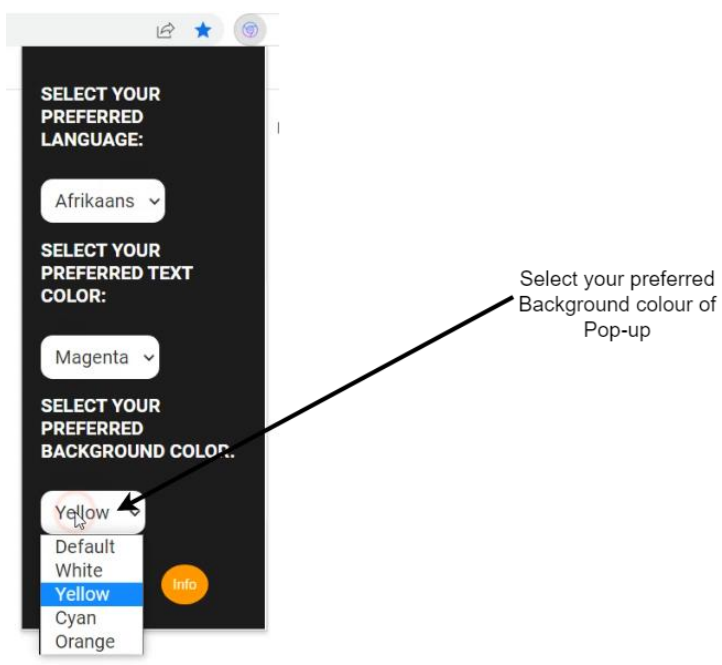 SELECT YOUR
PREFERRED
LANGUAGE:
Afrikaans
SELECT YOUR
PREFERRED TEXT
COLOR:
Magenta
SELECT YOUR
PREFERRED
BACKGROUND COLOR:
Yellow
Default
White
Yellow
Cyan
Orange
Info
Select your preferred
Background colour of
Pop-up